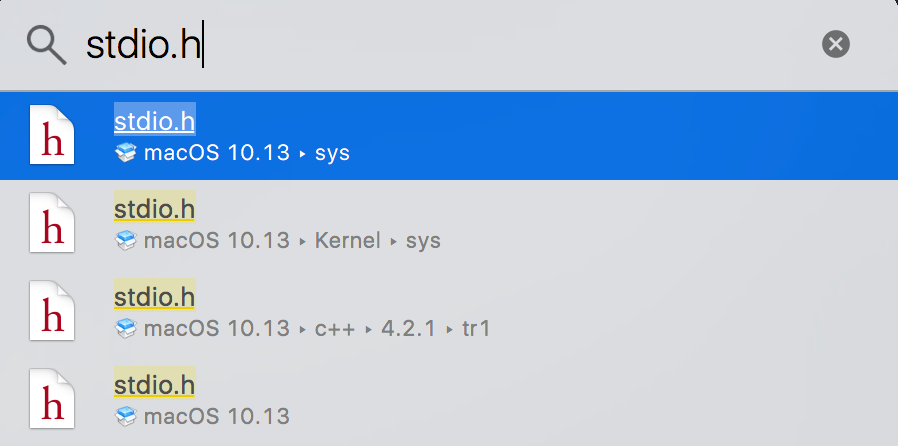 stdio.h
h stdio.h
macOS 10.13 ▸ sys
h stdio.h
macOS 10.13 ▸ Kernel ▸ sys
h stdio.h
macOS 10.13 ▸ c++ ▸ 4.2.1 ▸ tr1
h stdio.h
macOS 10.13